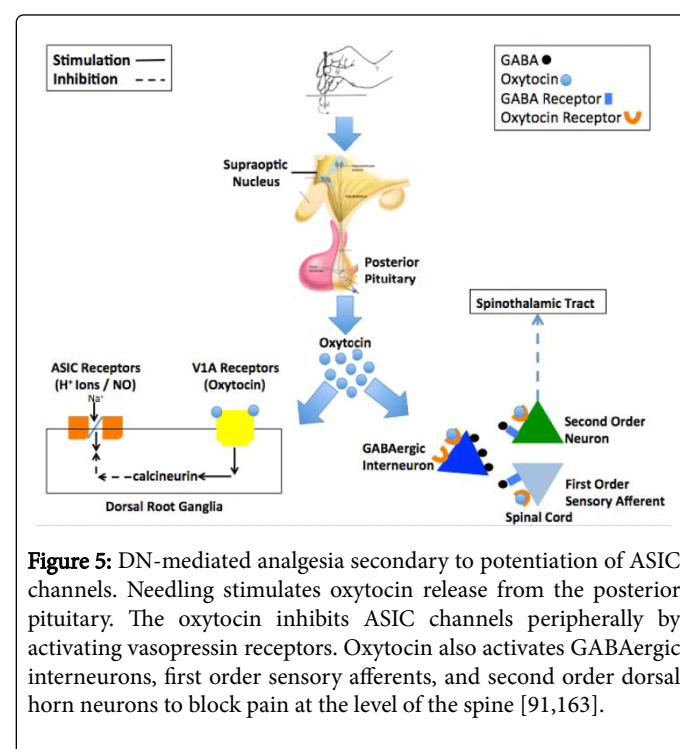 Stimulation
Inhibition
GABA
Oxytocin
GABA Receptor
Oxytocin Receptor
Supraoptic
Nucleus
Posterior
Pituitary
Spinothalamic Tract
Oxytocin
ASIC Receptors
(H⁺ Ions / NO)
Na⁺
V1A Receptors
(Oxytocin)
calcineurin
Dorsal Root Ganglia
GABAergic
Interneuron
Second Order
Neuron
First Order
Sensory Afferent
Spinal Cord
Figure 5: DN-mediated analgesia secondary to potentiation of ASIC
channels. Needling stimulates oxytocin release from the posterior
pituitary. The oxytocin inhibits ASIC channels peripherally by
activating vasopressin receptors. Oxytocin also activates GABAergic
interneurons, first order sensory afferents, and second order dorsal
horn neurons to block pain at the level of the spine [91,163].